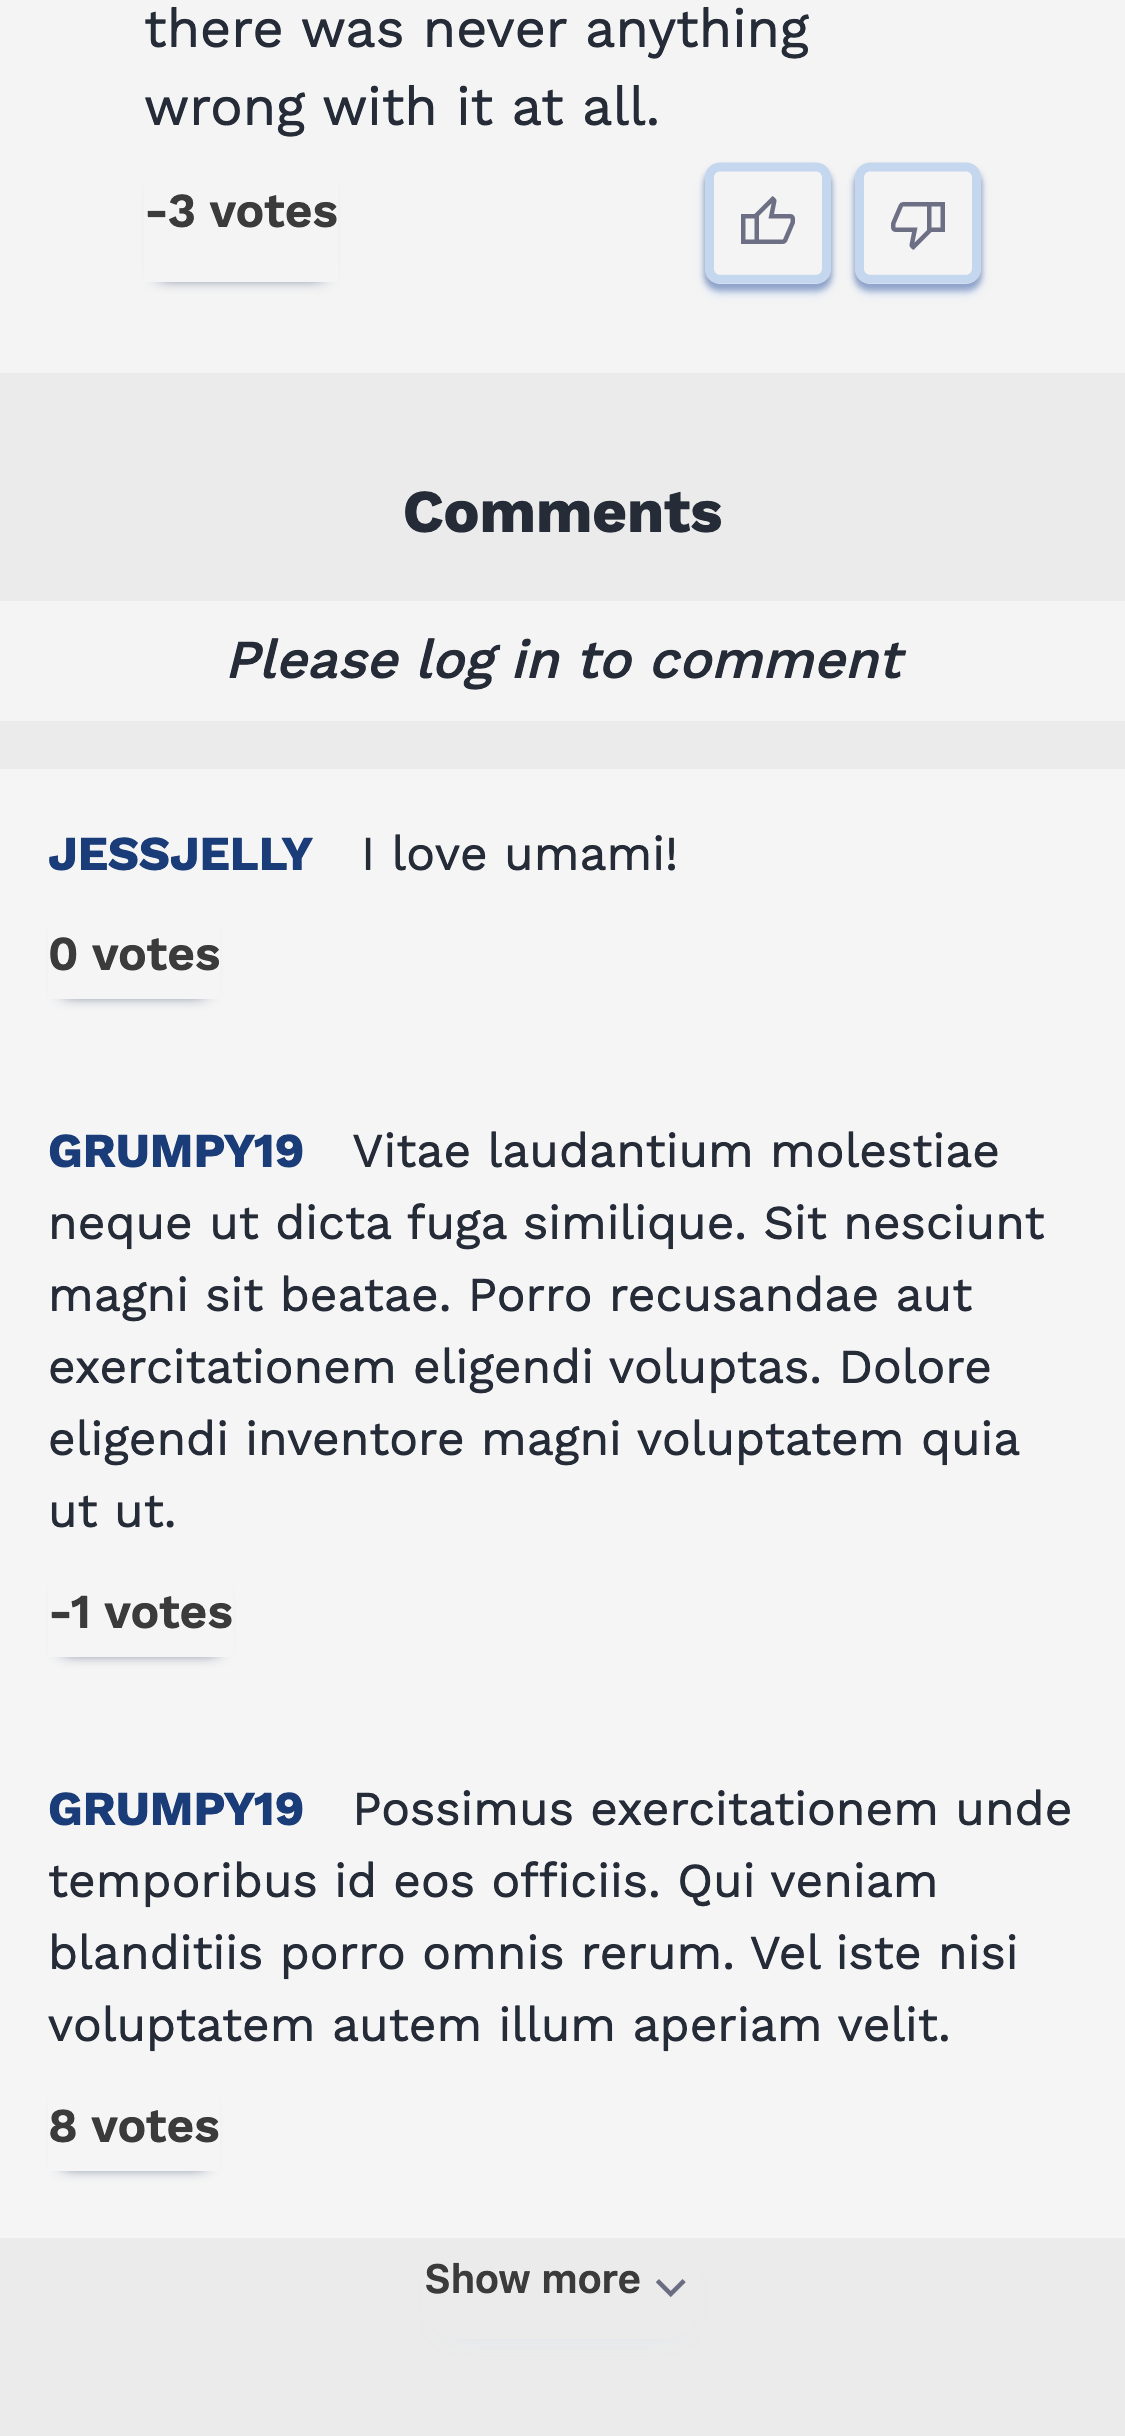 there was never anything
wrong with it at all.
-3 votes
Comments
Please log in to comment
JESSJELLY I love umami!
0 votes
GRUMPY19 Vitae laudantium molestiae
neque ut dicta fuga similique. Sit nesciunt
magni sit beatae. Porro recusandae aut
exercitationem eligendi voluptas. Dolore
eligendi inventore magni voluptatem quia
ut ut.
-1 votes
GRUMPY19 Possimus exercitationem unde
temporibus id eos officiis. Qui veniam
blanditiis porro omnis rerum. Vel iste nisi
voluptatem autem illum aperiam velit.
8 votes
Show more